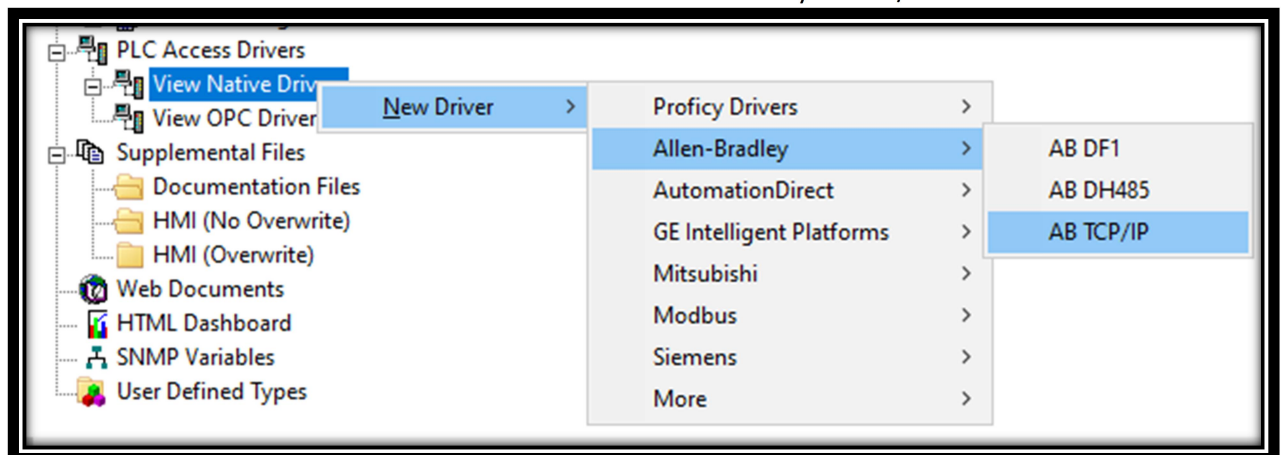 PLC Access Drivers
View Native Driv
View OPC Driver
Supplemental Files
Documentation Files
HMI (No Overwrite)
HMI (Overwrite)
Web Documents
HTML Dashboard
SNMP Variables
User Defined Types
New Driver
Proficy Drivers
Allen-Bradley
AutomationDirect
GE Intelligent Platforms
Mitsubishi
Modbus
Siemens
More
AB DF1
AB DH485
AB TCP/IP